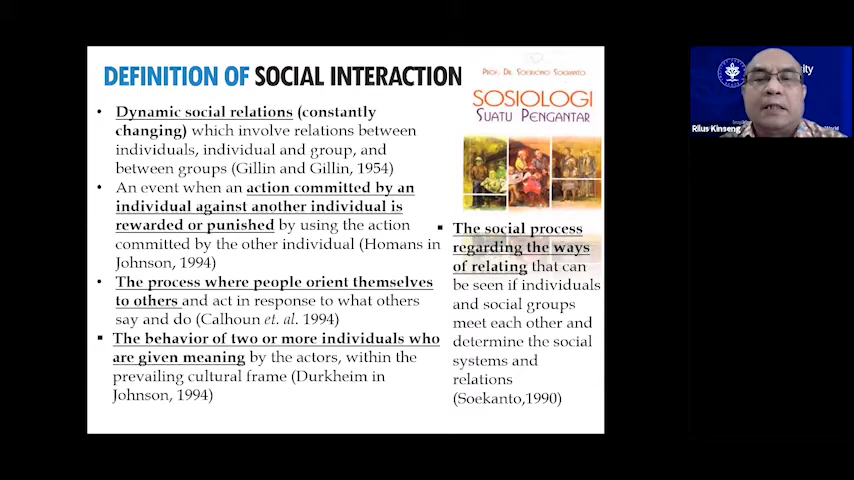 DEFINITION OF SOCIAL INTERACTION
• Dynamic social relations (constantly
changing) which involve relations between
individuals, individual and group, and
between groups (Gillin and Gillin, 1954)
• An event when an action committed by an
individual against another individual is
rewarded or punished by using the action
committed by the other individual (Homans in
Johnson, 1994)
• The process where people orient themselves
to others and act in response to what others
say and do (Calhoun et. al. 1994)
▪ The behavior of two or more individuals who
are given meaning by the actors, within the
prevailing cultural frame (Durkheim in
Johnson, 1994)
PROF. DR. SOERJONO SOEKANTO
SOSIOLOGI
SUATU PENGANTAR
▪ The social process
regarding the ways
of relating that can
be seen if individuals
and social groups
meet each other and
determine the social
systems and
relations
(Soekanto,1990)
Rilus Kinseng